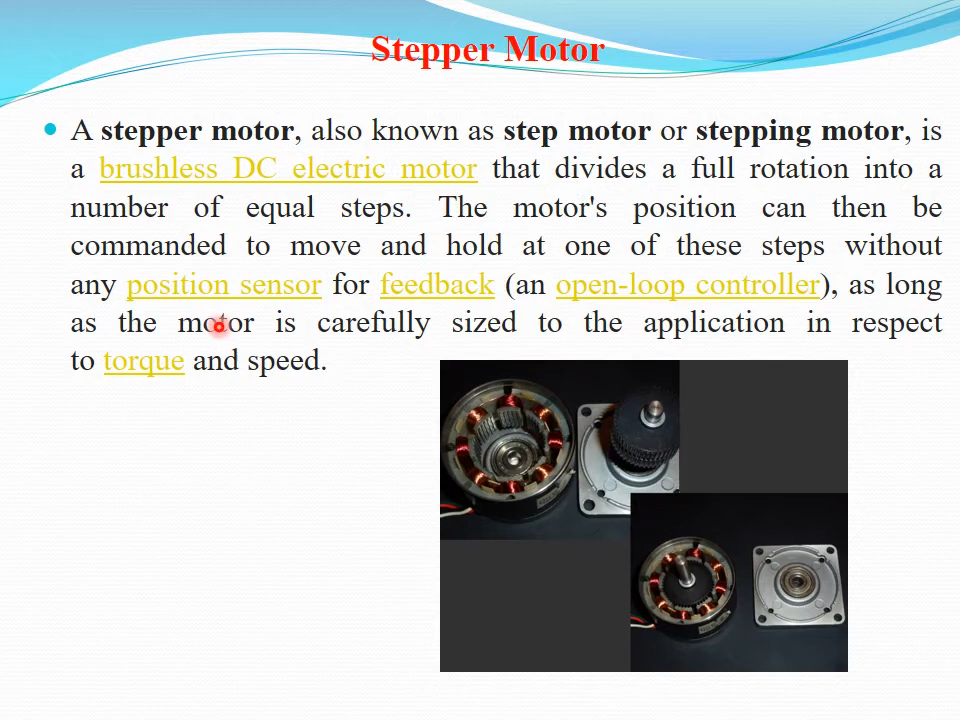 Stepper Motor
A stepper motor, also known as step motor or stepping motor, is
a brushless DC electric motor that divides a full rotation into a
number of equal steps. The motor's position can then be
commanded to move and hold at one of these steps without
any position sensor for feedback (an open-loop controller), as long
as the motor is carefully sized to the application in respect
to torque and speed.